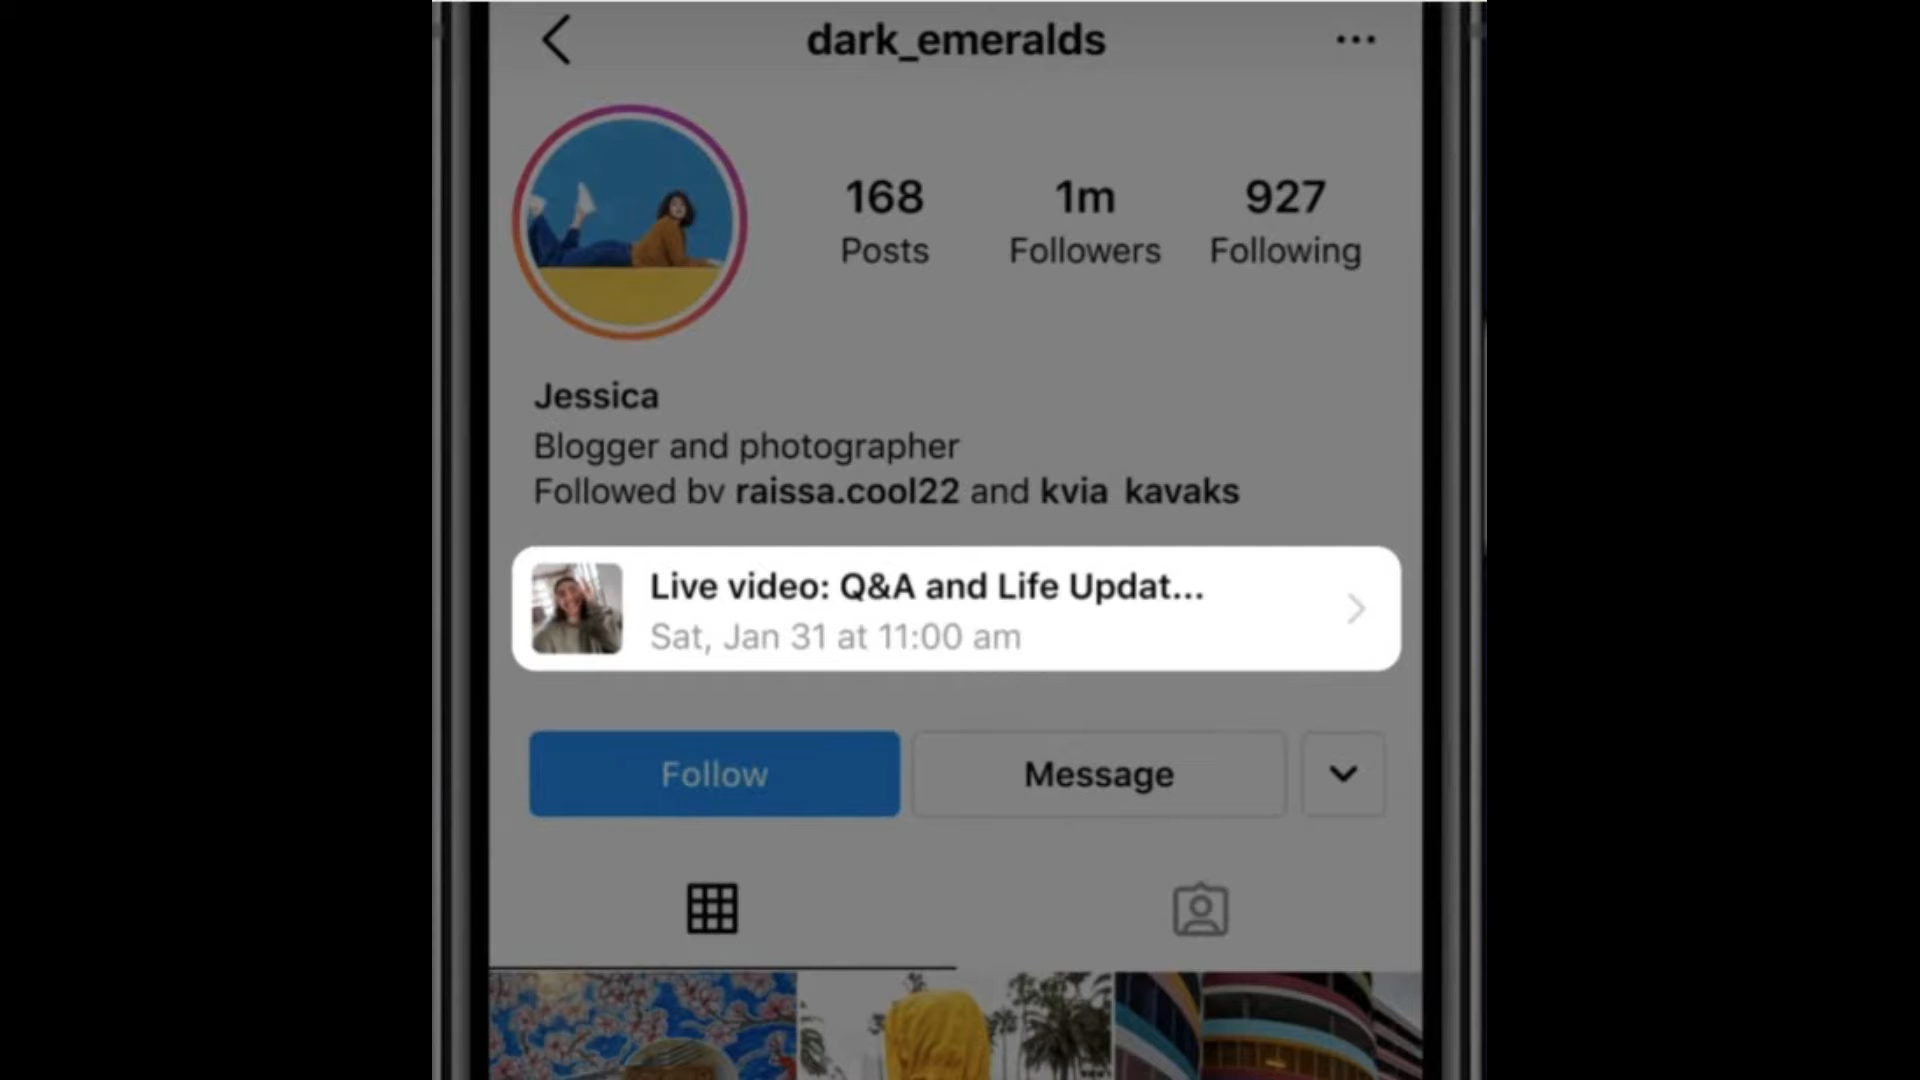 dark_emeralds
168 1m 927
Posts Followers Following
Jessica
Blogger and photographer
Followed by raissa.cool22 and kyia_kayaks
Live video: Q&A and Life Updat...
Sat, Jan 31 at 11:00 am
Follow Message